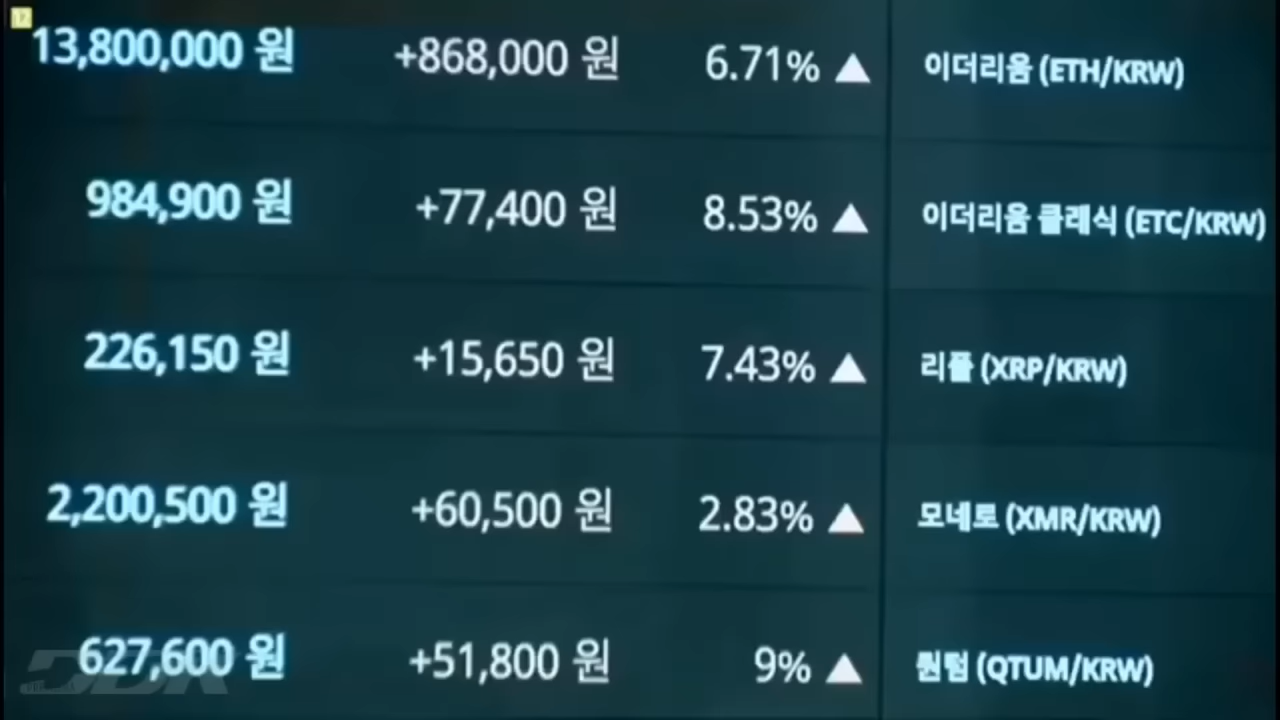 12
13,800,000 원 +868,000 원 6.71% ▲ 이더리움 (ETH/KRW)
984,900 원 +77,400 원 8.53% ▲ 이더리움 클래식 (ETC/KRW)
226,150 원 +15,650 원 7.43% ▲ 리플 (XRP/KRW)
2,200,500 원 +60,500 원 2.83% ▲ 모네로 (XMR/KRW)
627,600 원 +51,800 원 9% ▲ 퀀텀 (QTUM/KRW)